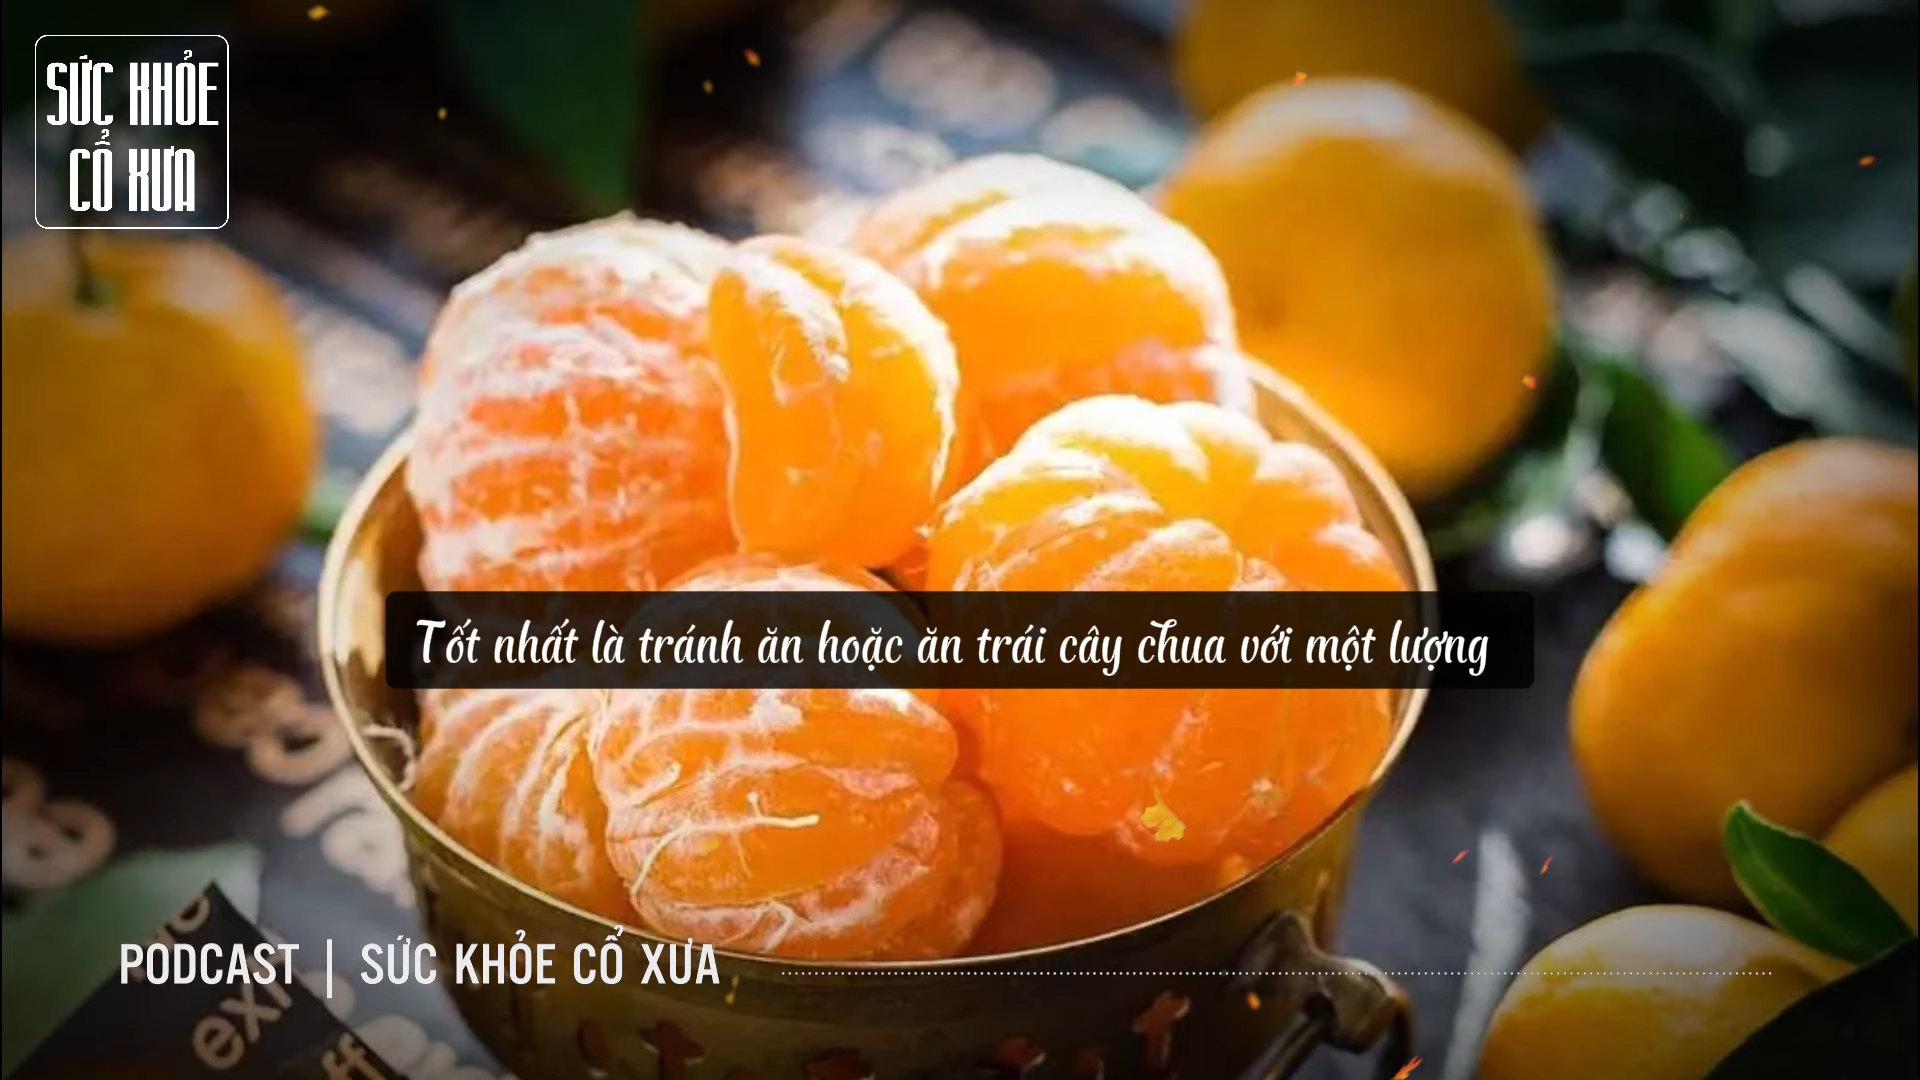 SỨC KHỎE
CỔ XƯA
Tốt nhất là tránh ăn hoặc ăn trái cây chua với một lượng
PODCAST | SỨC KHỎE CỔ XƯA